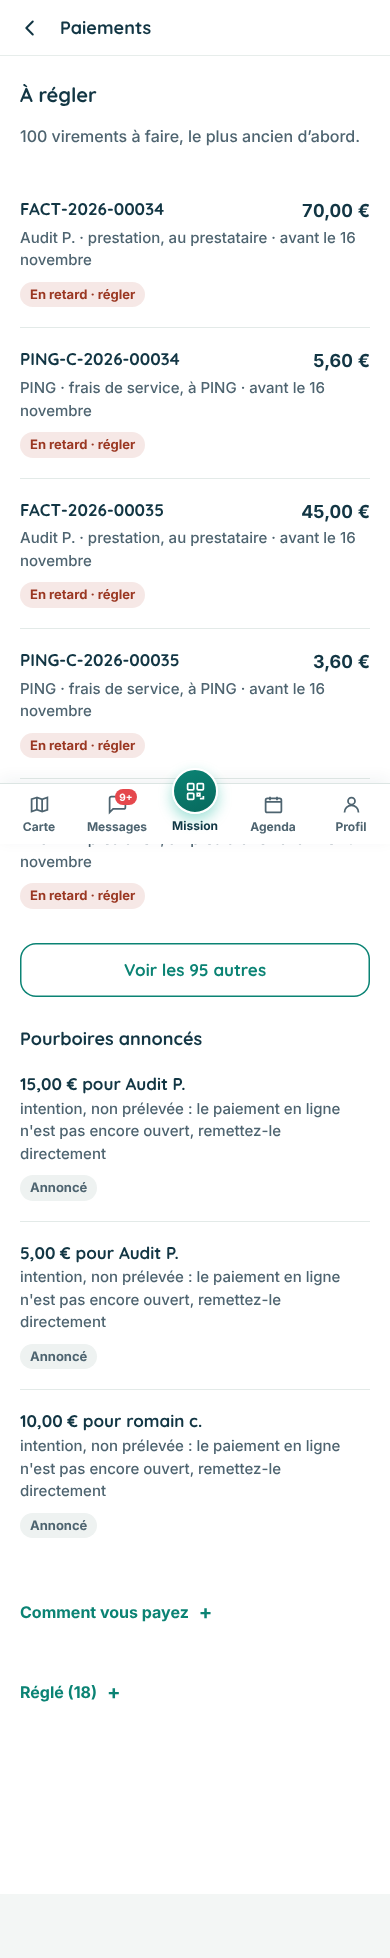 Paiements
À régler
100 virements à faire, le plus ancien d’abord.
FACT-2026-00034 70,00 €
Audit P. · prestation, au prestataire · avant le 16
novembre
En retard · régler
PING-C-2026-00034 5,60 €
PING · frais de service, à PING · avant le 16
novembre
En retard · régler
FACT-2026-00035 45,00 €
Audit P. · prestation, au prestataire · avant le 16
novembre
En retard · régler
PING-C-2026-00035 3,60 €
PING · frais de service, à PING · avant le 16
novembre
En retard · régler
9+
Carte Messages Mission Agenda Profil
novembre
En retard · régler
Voir les 95 autres
Pourboires annoncés
15,00 € pour Audit P.
intention, non prélevée : le paiement en ligne
n'est pas encore ouvert, remettez-le
directement
Annoncé
5,00 € pour Audit P.
intention, non prélevée : le paiement en ligne
n'est pas encore ouvert, remettez-le
directement
Annoncé
10,00 € pour romain c.
intention, non prélevée : le paiement en ligne
n'est pas encore ouvert, remettez-le
directement
Annoncé
Comment vous payez +
Réglé (18) +